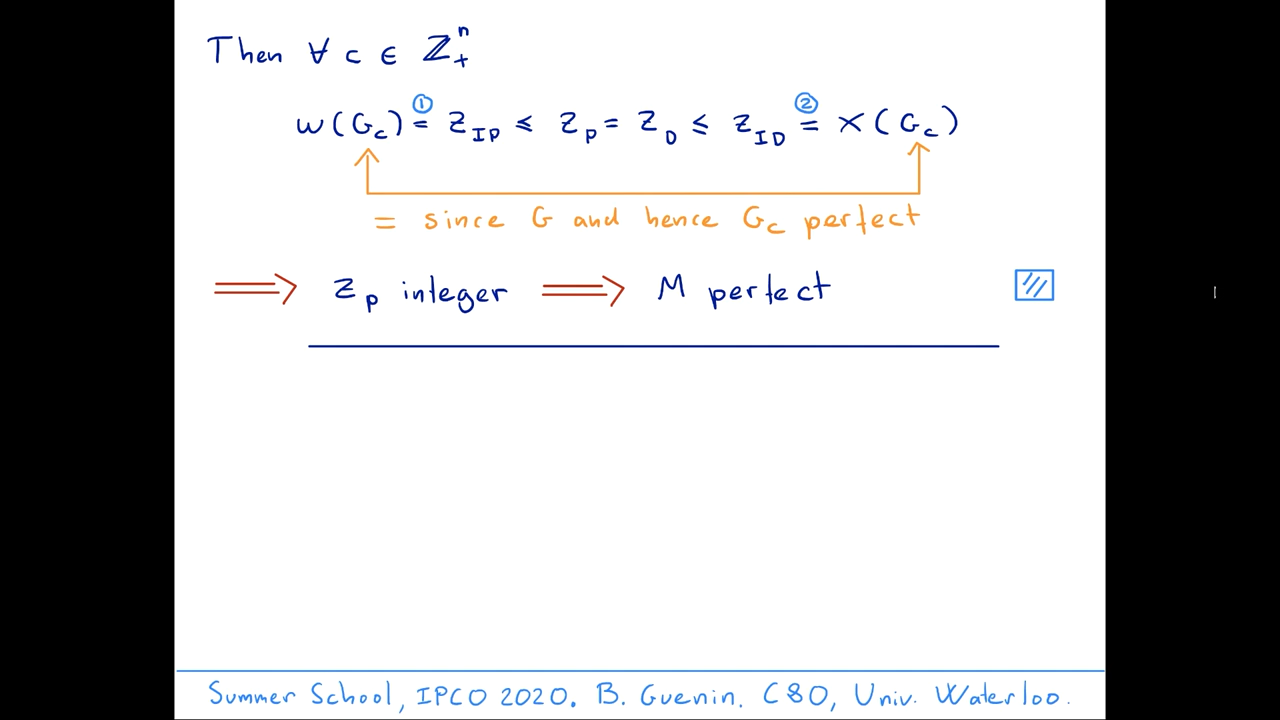 Then ∀ c ∈ ℤ₊ⁿ
ω(G_c) =① z_IP ≤ z_P = z_D ≤ z_ID =② χ(G_c)
= since G and hence G_c perfect
⟹ z_P integer ⟹ M perfect
Summer School, IPCO 2020. B. Guenin. C&O, Univ. Waterloo.